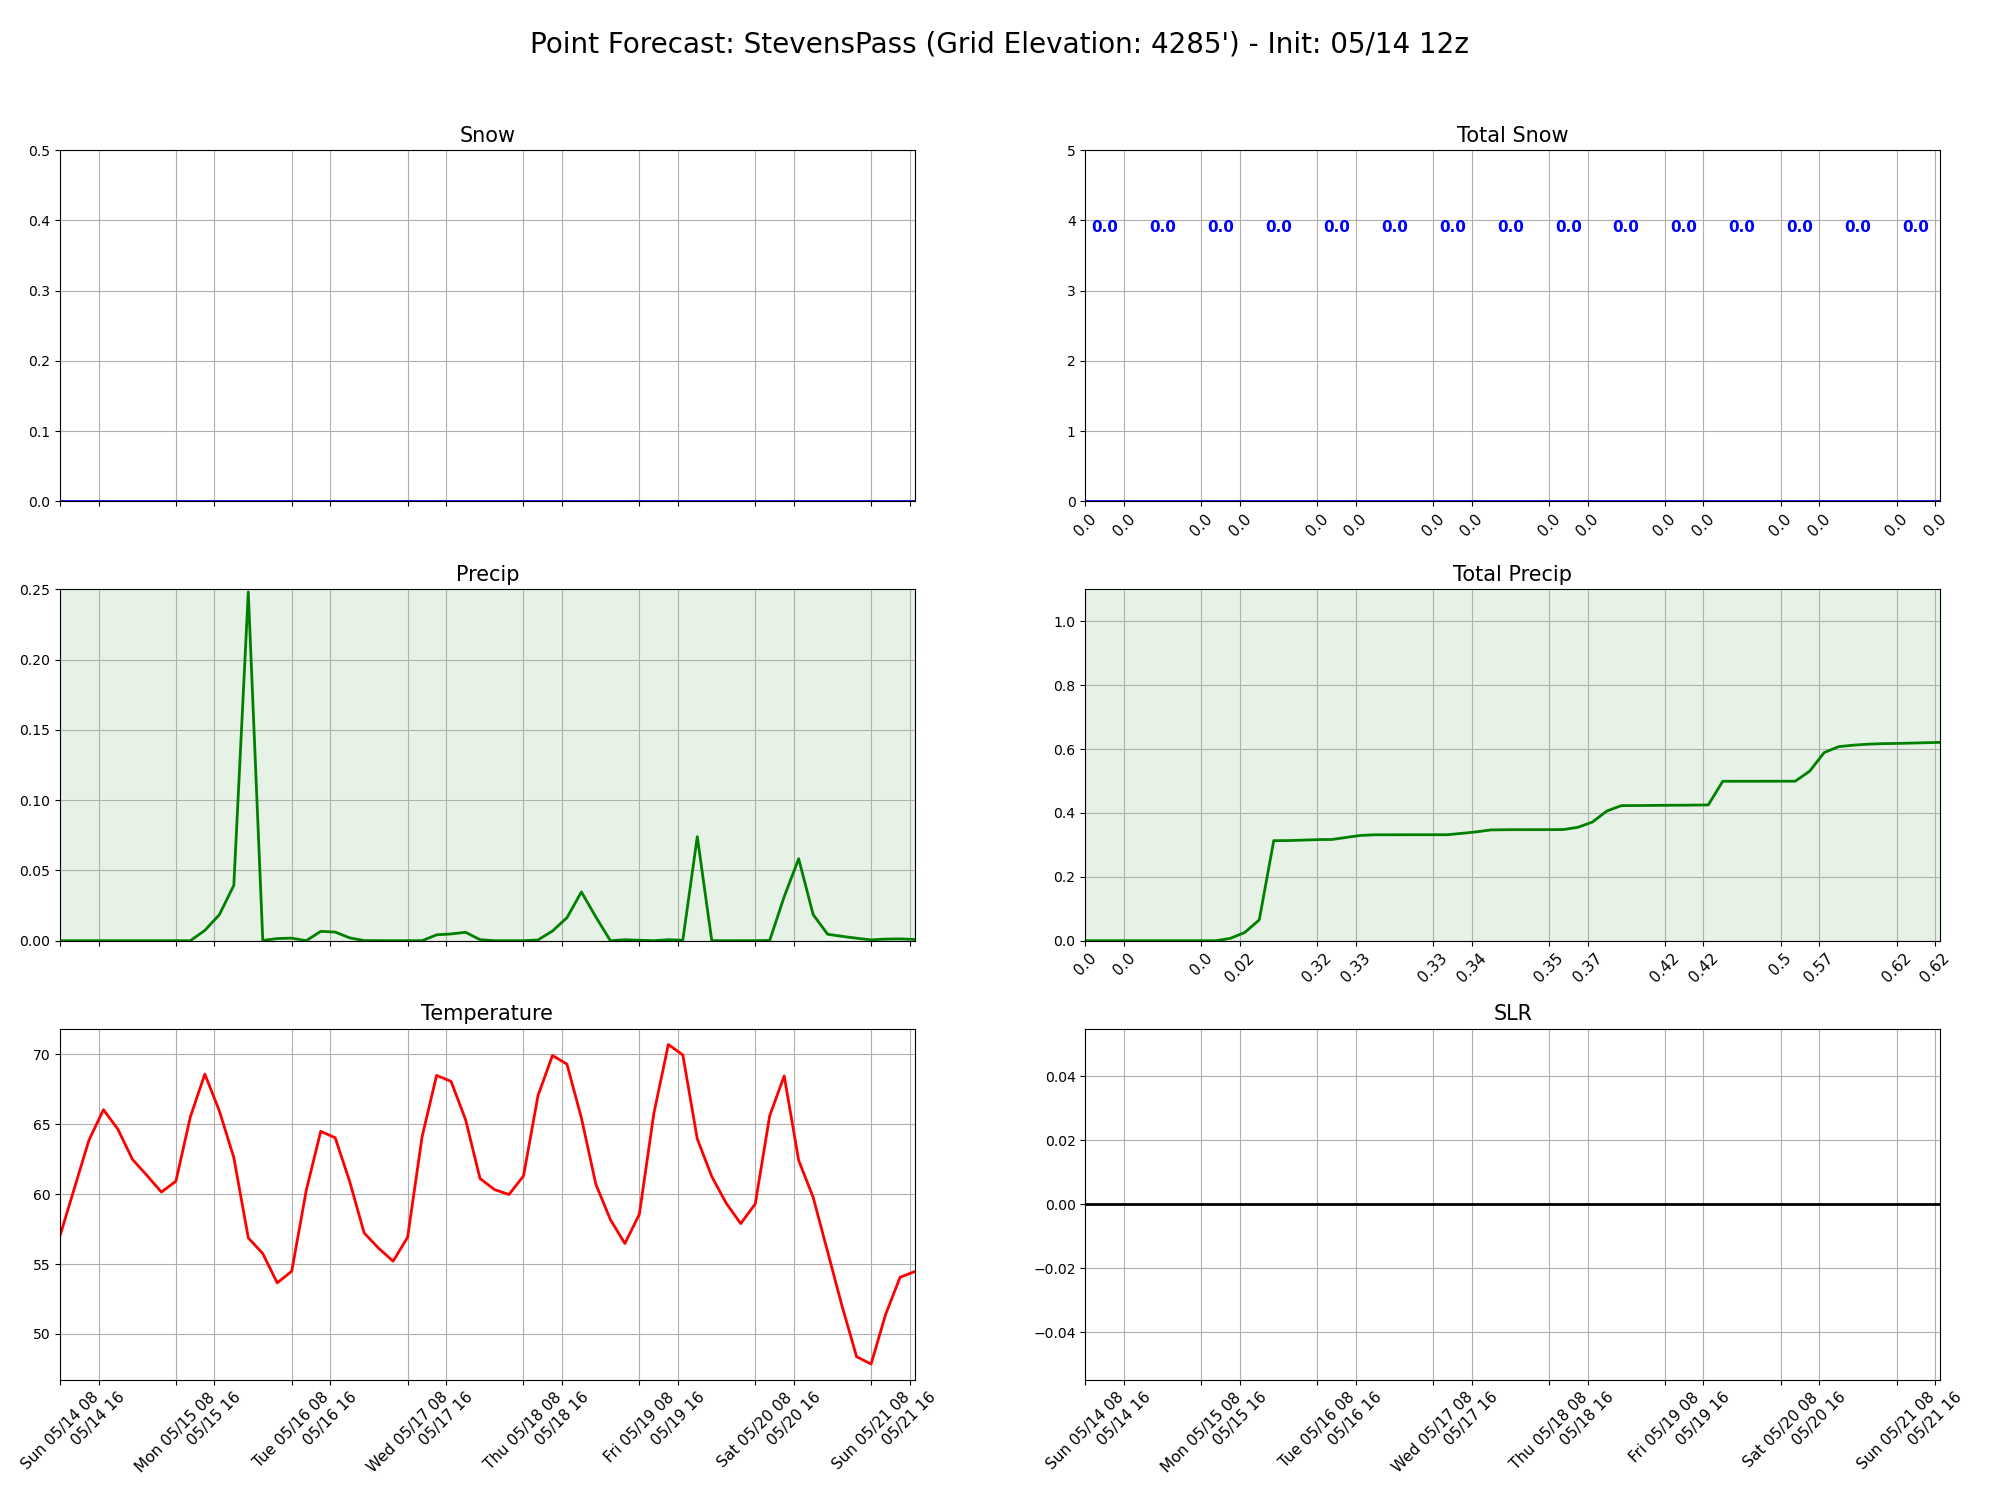 Point Forecast: StevensPass (Grid Elevation: 4285') - Init: 05/14 12z
Snow
0.5
0.4
0.3
0.2
0.1
0.0
Total Snow
5
4
3
2
1
0
0.0 0.0 0.0 0.0 0.0 0.0 0.0 0.0 0.0 0.0 0.0 0.0 0.0 0.0 0.0
0.0 0.0 0.0 0.0 0.0 0.0 0.0 0.0 0.0 0.0 0.0 0.0 0.0 0.0 0.0 0.0
Precip
0.25
0.20
0.15
0.10
0.05
0.00
Total Precip
1.0
0.8
0.6
0.4
0.2
0.0
0.0 0.0 0.0 0.02 0.32 0.33 0.33 0.34 0.35 0.37 0.42 0.42 0.5 0.57 0.62 0.62
Temperature
70
65
60
55
50
Sun 05/14 08
05/14 16
Mon 05/15 08
05/15 16
Tue 05/16 08
05/16 16
Wed 05/17 08
05/17 16
Thu 05/18 08
05/18 16
Fri 05/19 08
05/19 16
Sat 05/20 08
05/20 16
Sun 05/21 08
05/21 16
SLR
0.04
0.02
0.00
−0.02
−0.04
Sun 05/14 08
05/14 16
Mon 05/15 08
05/15 16
Tue 05/16 08
05/16 16
Wed 05/17 08
05/17 16
Thu 05/18 08
05/18 16
Fri 05/19 08
05/19 16
Sat 05/20 08
05/20 16
Sun 05/21 08
05/21 16